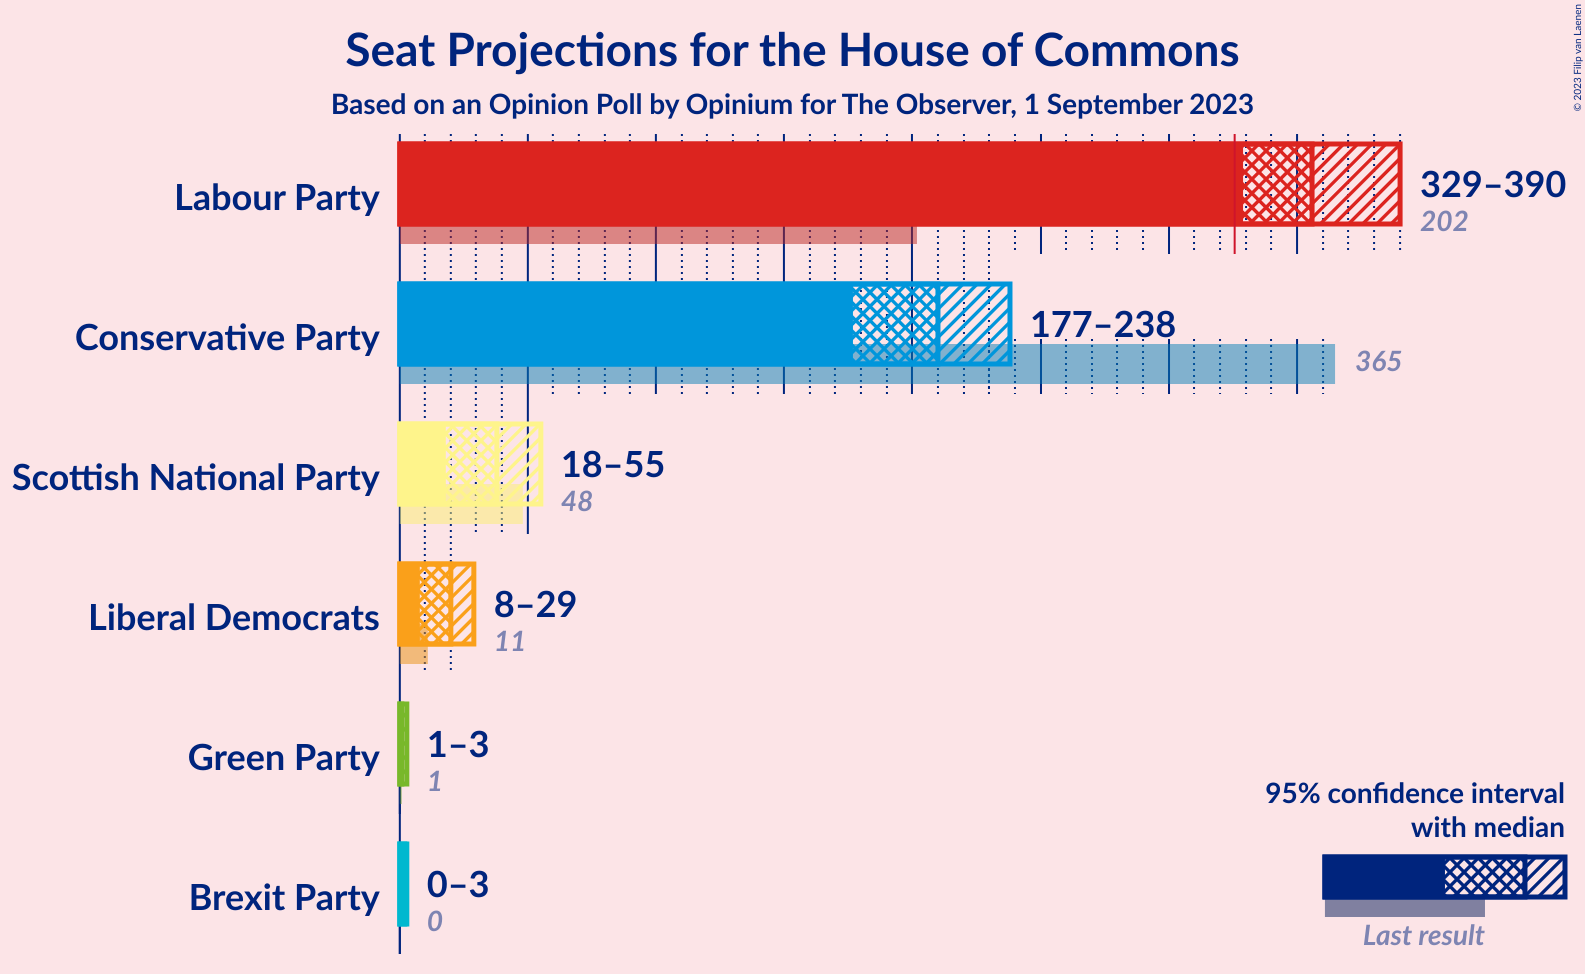 Seat Projections for the House of Commons
Based on an Opinion Poll by Opinium for The Observer, 1 September 2023
© 2023 Filip van Laenen
Labour Party
329–390
202
Conservative Party
177–238
365
Scottish National Party
18–55
48
Liberal Democrats
8–29
11
Green Party
1–3
1
Brexit Party
0–3
0
95% confidence interval
with median
Last result